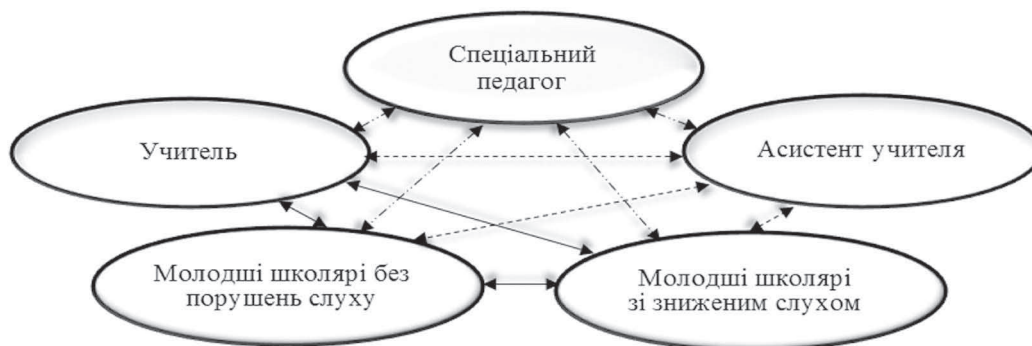 Спеціальний
педагог
Учитель
Асистент учителя
Молодші школярі без
порушень слуху
Молодші школярі
зі зниженим слухом